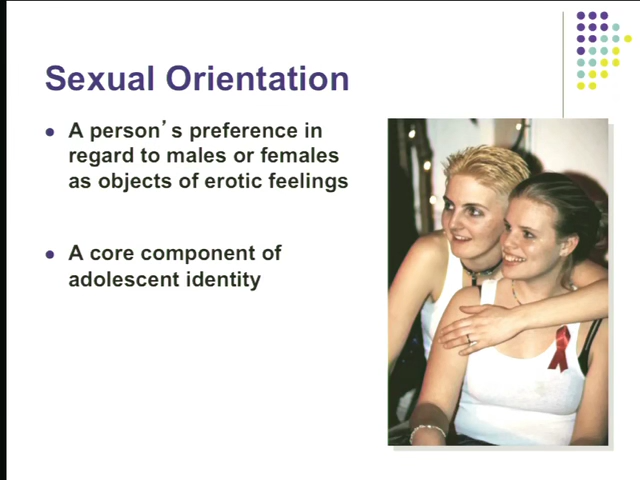 Sexual Orientation
A person's preference in
regard to males or females
as objects of erotic feelings
A core component of
adolescent identity